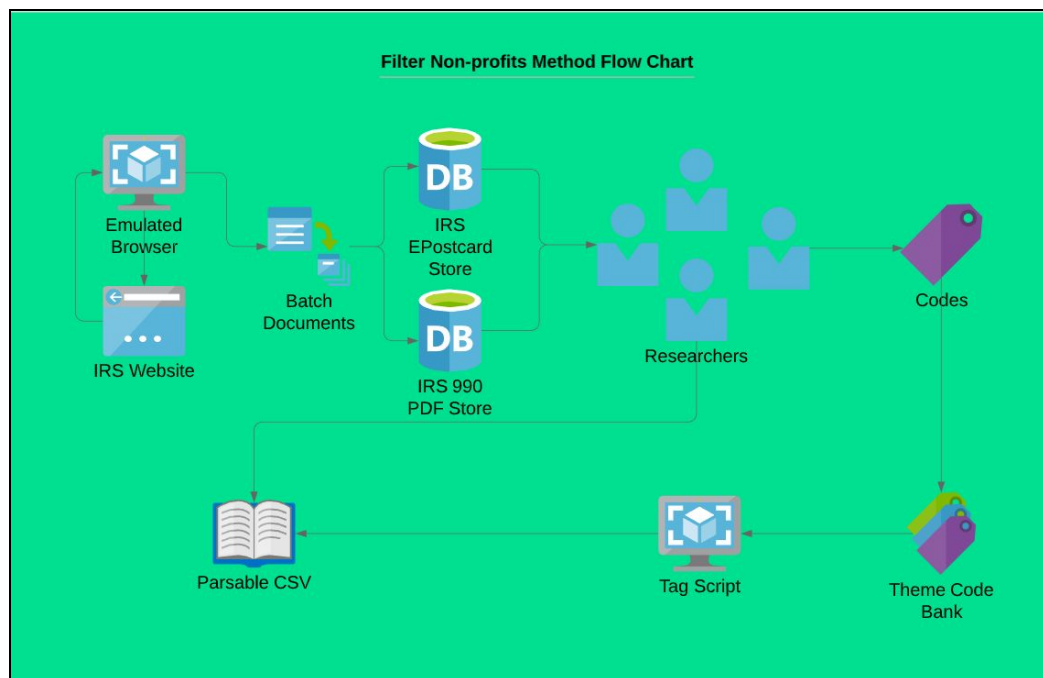 Filter Non-profits Method Flow Chart
Emulated
Browser
IRS Website
Batch
Documents
DB
IRS
EPostcard
Store
DB
IRS 990
PDF Store
Researchers
Codes
Parsable CSV
Tag Script
Theme Code
Bank